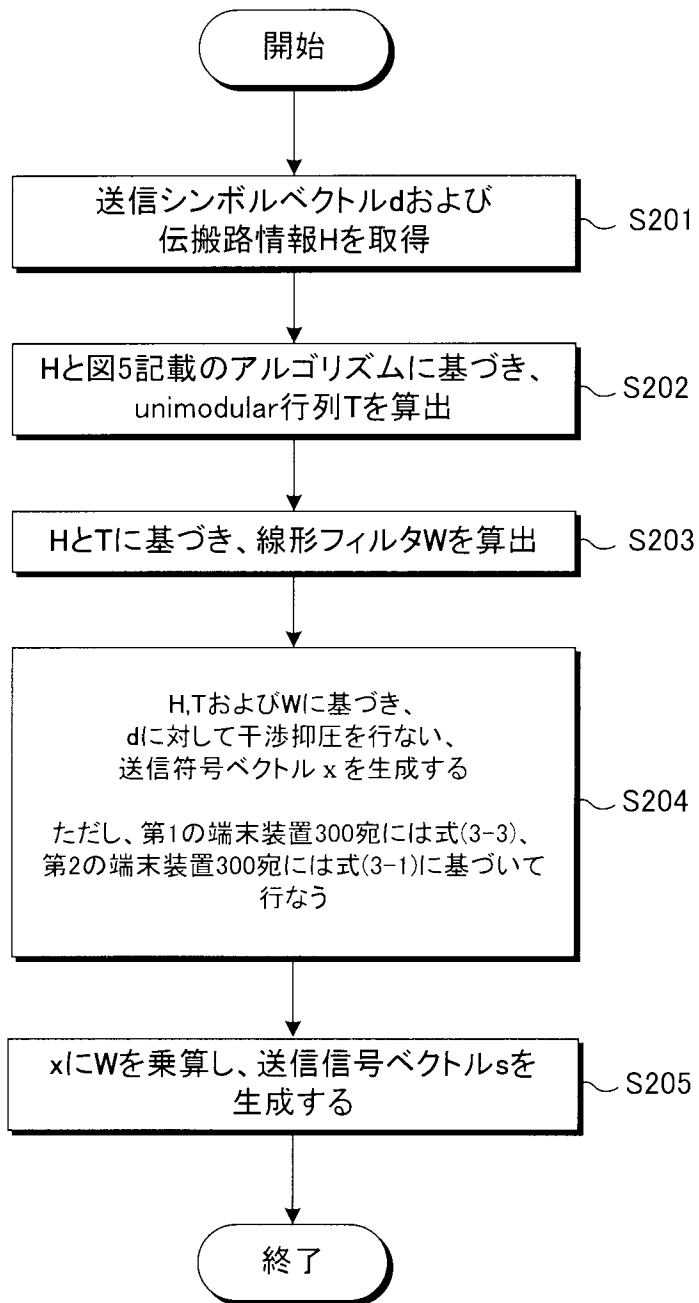 開始
送信シンボルベクトルdおよび
伝搬路情報Hを取得
S201
Hと図5記載のアルゴリズムに基づき、
unimodular行列Tを算出
S202
HとTに基づき、線形フィルタWを算出
S203
H,TおよびWに基づき、
dに対して干渉抑圧を行ない、
送信符号ベクトル x を生成する
ただし、第1の端末装置300宛には式(3-3)、
第2の端末装置300宛には式(3-1)に基づいて
行なう
S204
xにWを乗算し、送信信号ベクトルsを
生成する
S205
終了